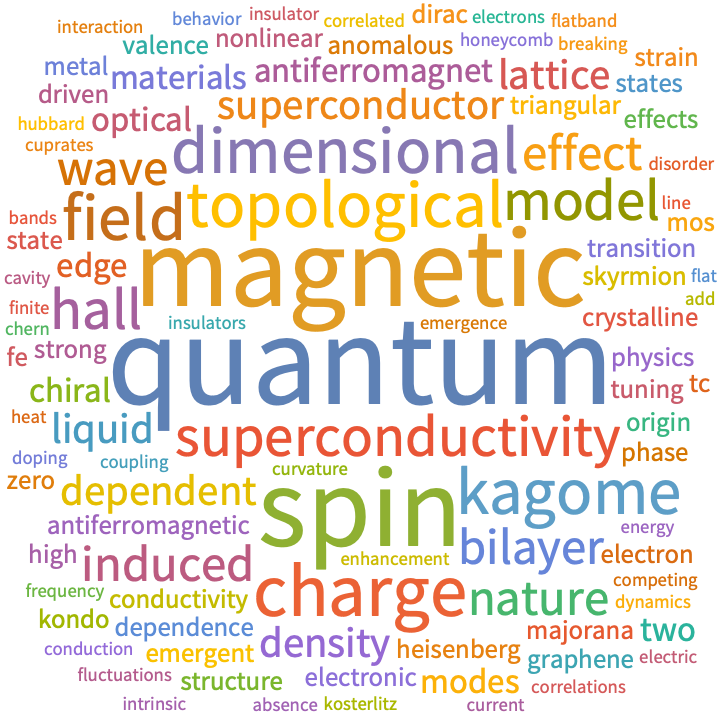 behavior insulator correlated dirac electrons flatband
interaction valence nonlinear anomalous honeycomb breaking
metal materials antiferromagnet lattice strain states
driven optical superconductor triangular effects
hubbard
cuprates wave dimensional effect disorder
bands field topological model line mos
state edge magnetic transition
cavity hall skyrmion flat
add
finite insulators emergence crystalline
chern
fe strong quantum physics
chiral tuning tc
heat liquid superconductivity origin
doping coupling phase
zero curvature
dependent spin kagome
antiferromagnetic energy
high induced enhancement bilayer electron
frequency conductivity charge nature competing
dynamics
kondo dependence majorana two
conduction emergent density heisenberg graphene electric
fluctuations structure electronic modes correlations
intrinsic absence kosterlitz current